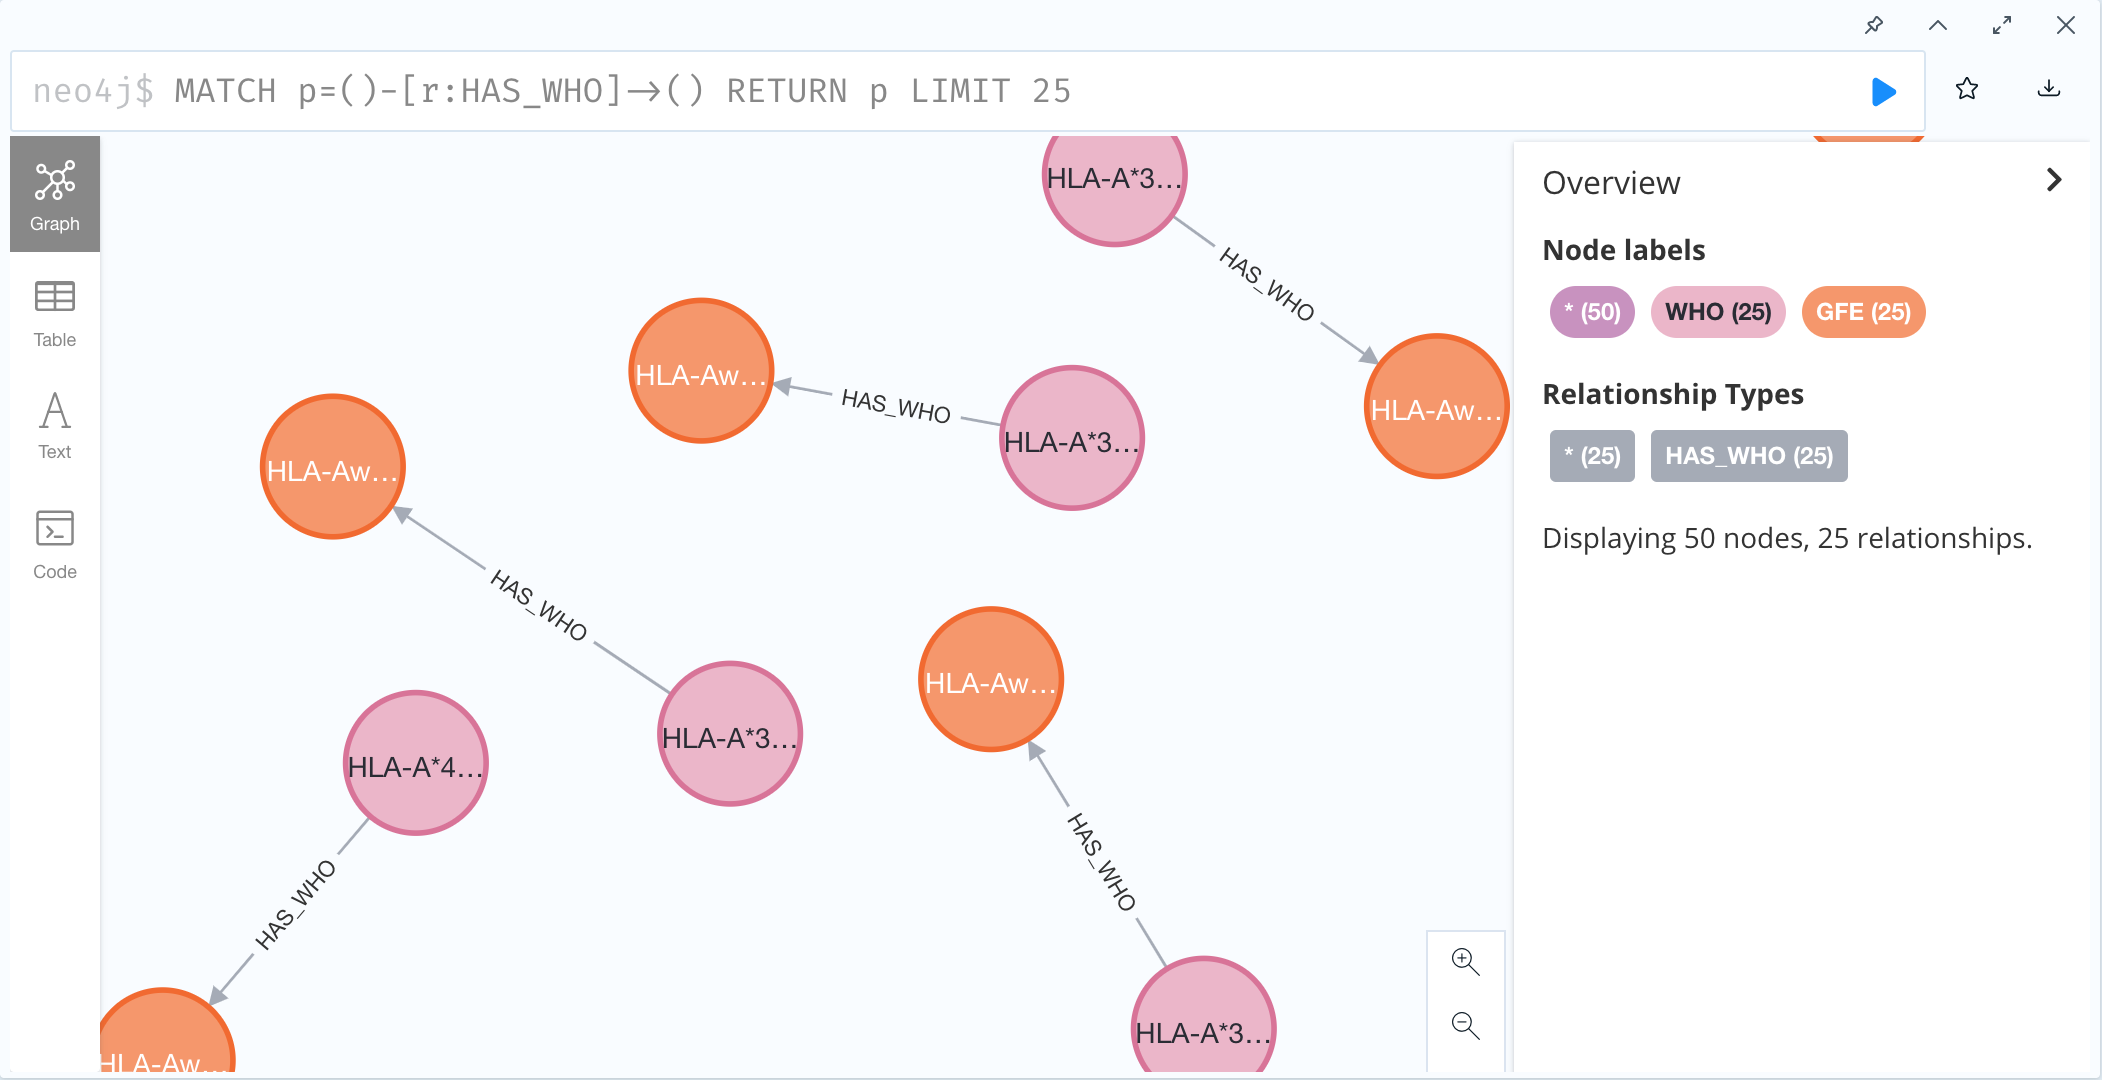 neo4j$ MATCH p=()-[r:HAS_WHO]→() RETURN p LIMIT 25
Graph
Table
Text
Code
HLA-A*3...
HAS_WHO
HLA-Aw...
HAS_WHO
HLA-A*3...
HLA-Aw...
HLA-Aw...
HAS_WHO
HLA-A*3...
HLA-Aw...
HLA-A*4...
HAS_WHO
HAS_WHO
HLA-A*3...
HLA-Aw...
Overview
Node labels
* (50) WHO (25) GFE (25)
Relationship Types
* (25) HAS_WHO (25)
Displaying 50 nodes, 25 relationships.